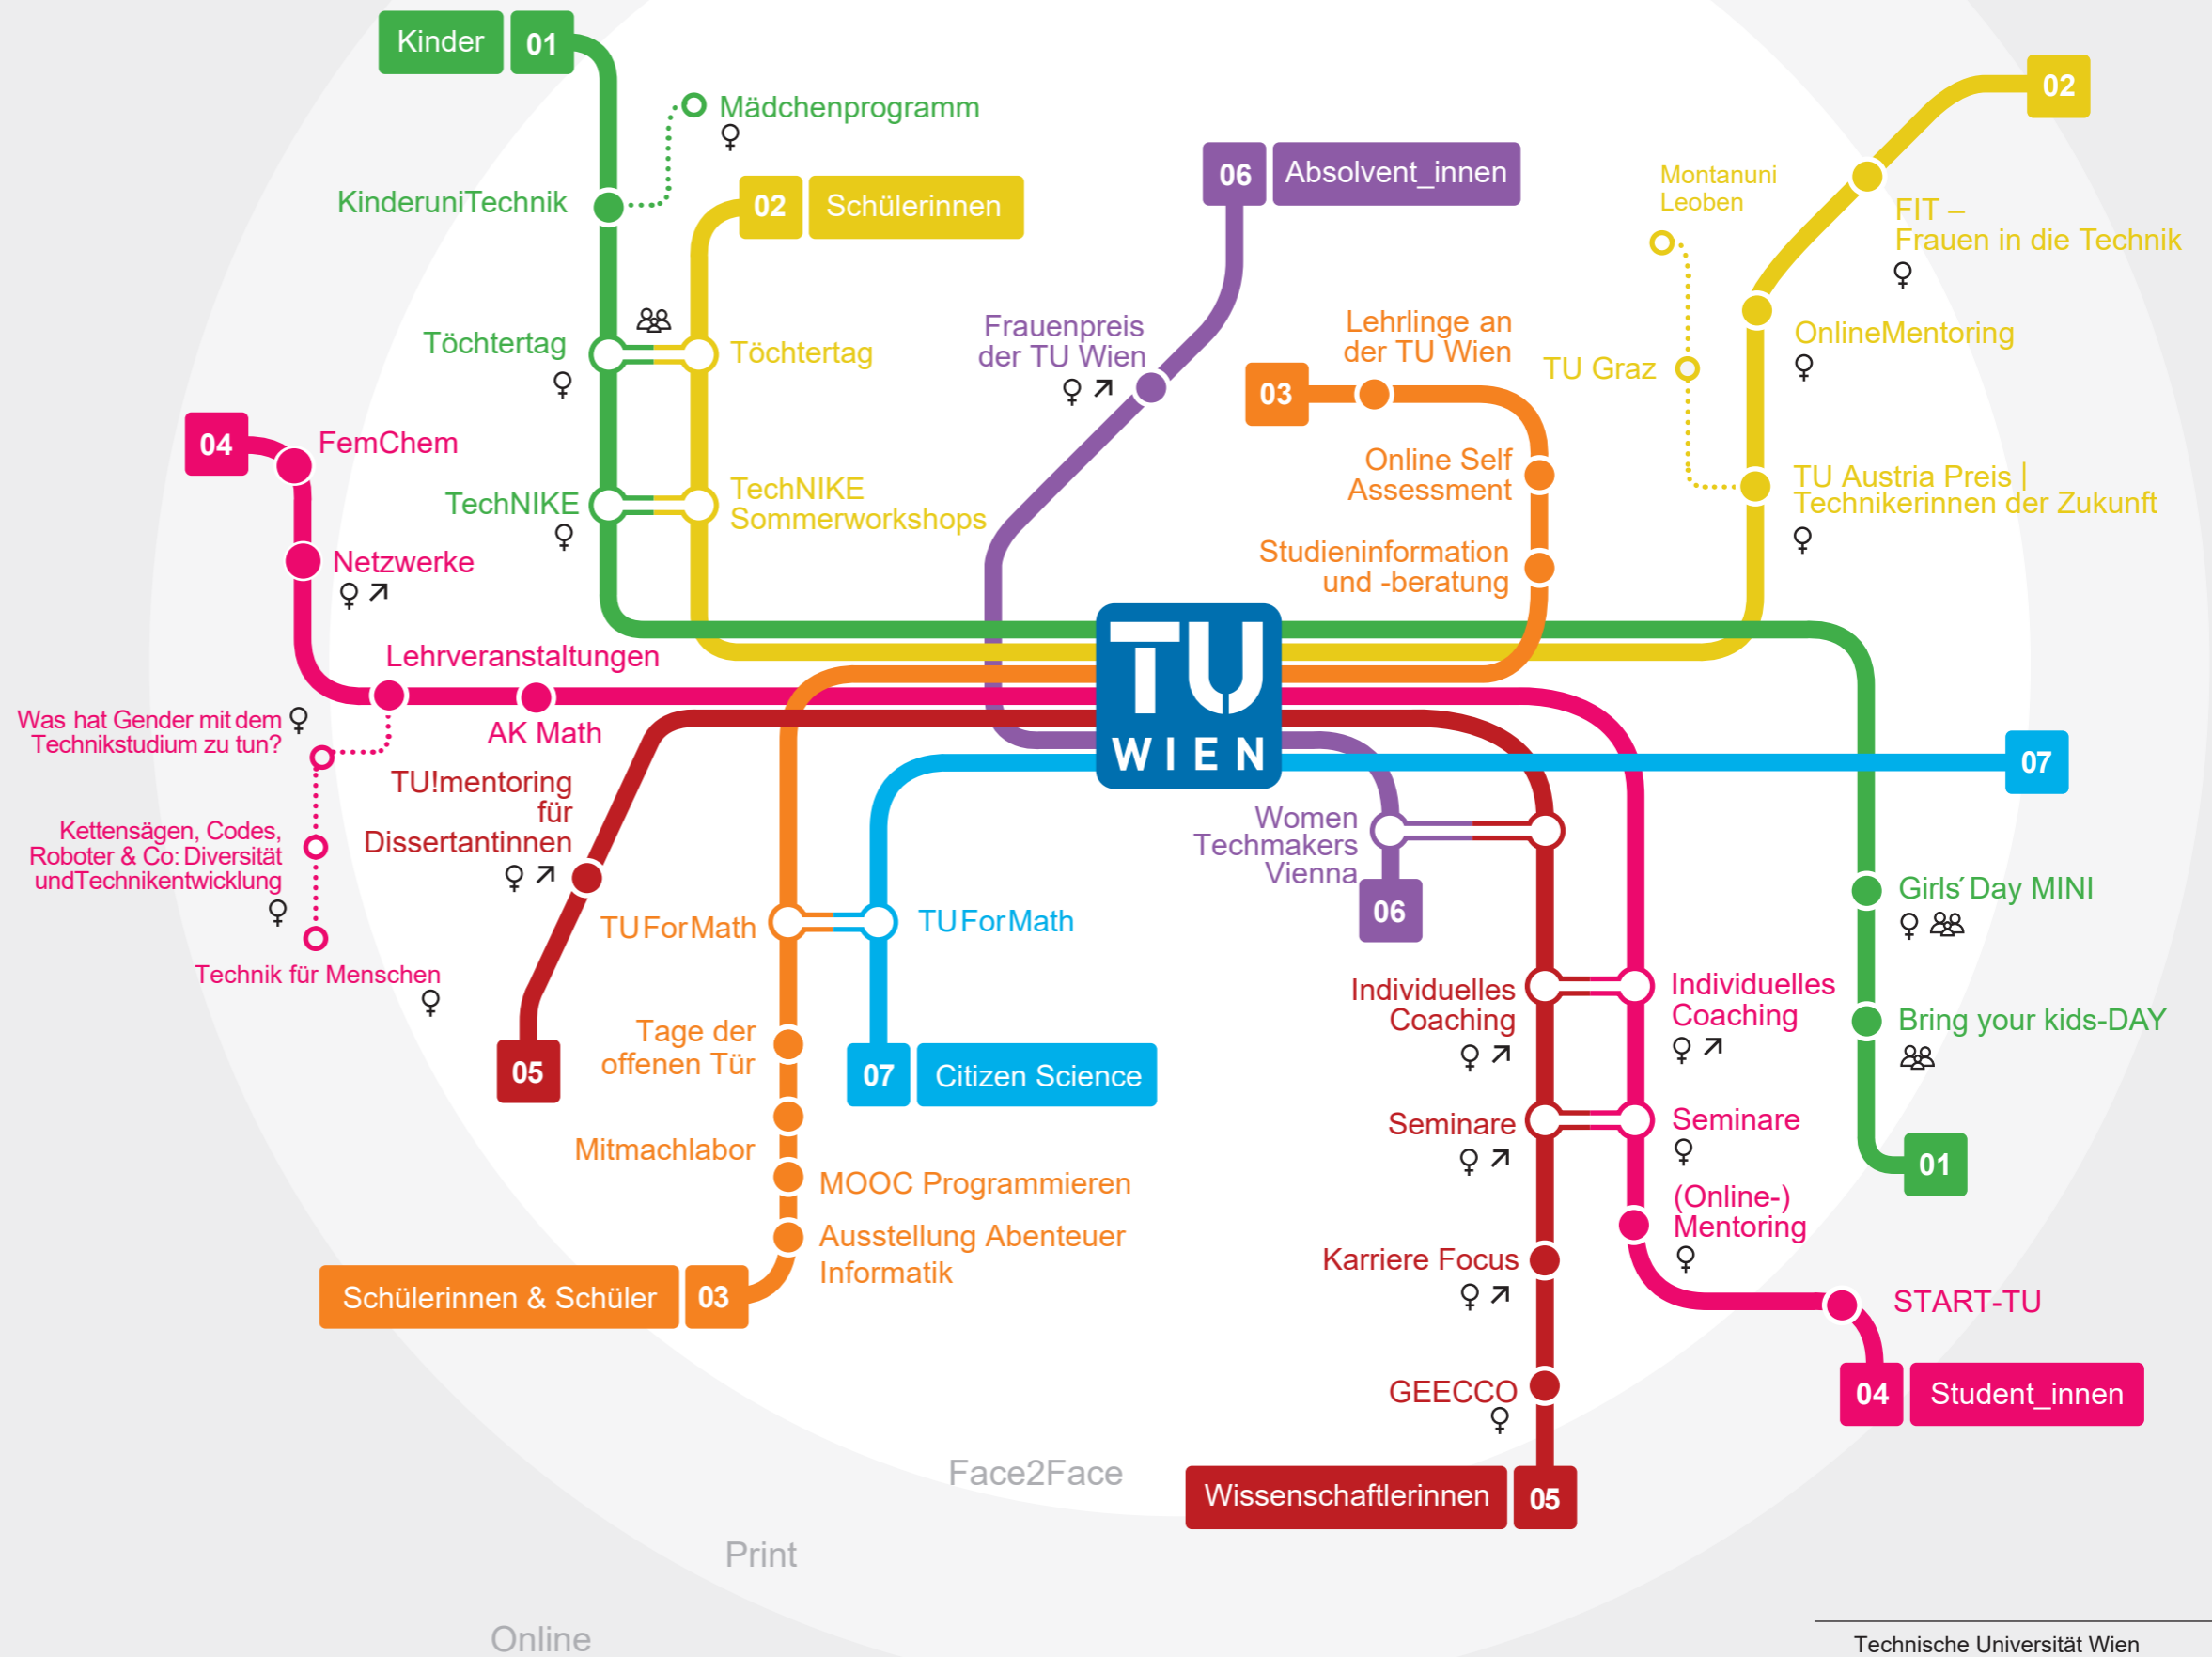 Kinder 01
Mädchenprogramm
KinderuniTechnik
02 Schülerinnen
06 Absolvent_innen
02
Montanuni
Leoben
FIT –
Frauen in die Technik
Töchtertag
Töchtertag
Frauenpreis
der TU Wien
Lehrlinge an
der TU Wien
03
TU Graz
OnlineMentoring
04
FemChem
TechNIKE
TechNIKE
Sommerworkshops
Online Self
Assessment
TU Austria Preis |
Technikerinnen der Zukunft
Netzwerke
Studieninformation
und -beratung
Lehrveranstaltungen
AK Math
TU
WIEN
07
Was hat Gender mit dem
Technikstudium zu tun?
Kettensägen, Codes,
Roboter & Co: Diversität
undTechnikentwicklung
Technik für Menschen
TU!mentoring
für
Dissertantinnen
05
TUForMath
TUForMath
Women
Techmakers
Vienna
06
Girls´Day MINI
Tage der
offenen Tür
07 Citizen Science
Individuelles
Coaching
Individuelles
Coaching
Bring your kids-DAY
Mitmachlabor
MOOC Programmieren
Ausstellung Abenteuer
Informatik
Schülerinnen & Schüler 03
Seminare
Seminare
01
(Online-)
Mentoring
Karriere Focus
START-TU
GEECCO
04 Student_innen
Wissenschaftlerinnen 05
Face2Face
Print
Online
Technische Universität Wien